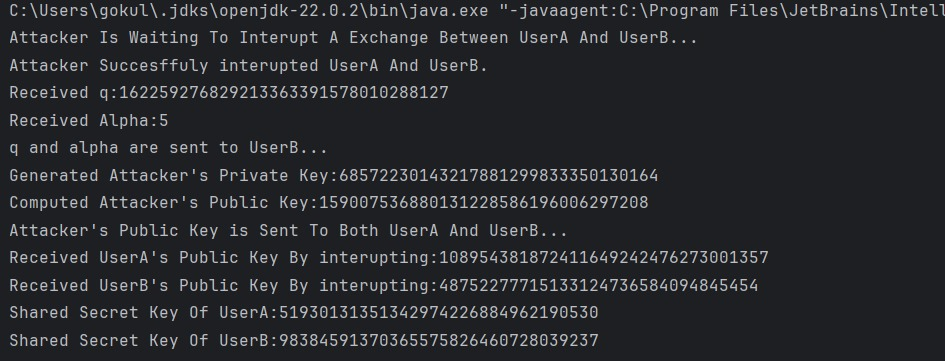 C:\Users\gokul\.jdks\openjdk-22.0.2\bin\java.exe "-javaagent:C:\Program Files\JetBrains\Intell
Attacker Is Waiting To Interupt A Exchange Between UserA And UserB...
Attacker Succesffuly interupted UserA And UserB.
Received q:162259276829213363391578010288127
Received Alpha:5
q and alpha are sent to UserB...
Generated Attacker's Private Key:68572230143217881299833350130164
Computed Attacker's Public Key:159007536880131228586196006297208
Attacker's Public Key is Sent To Both UserA And UserB...
Received UserA's Public Key By interupting:108954381872411649242476273001357
Received UserB's Public Key By interupting:48752277715133124736584094845454
Shared Secret Key Of UserA:51930131351342974226884962190530
Shared Secret Key Of UserB:98384591370365575826460728039237